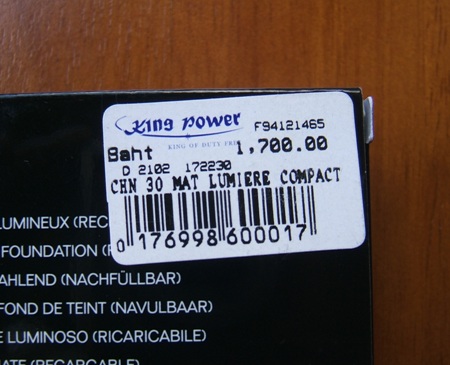 King Power
F94121465
KING OF DUTY FREE
Baht 1,700.00
D 2102 172230
CHN 30 MAT LUMIERE COMPACT
0 176998 600017
LUMINEUX (REC
FOUNDATION (
AHLEND (NACHFÜLLBAR)
FOND DE TEINT (NAVULBAAR)
E LUMINOSO (RICARICABILE)
(RECARGABLE)